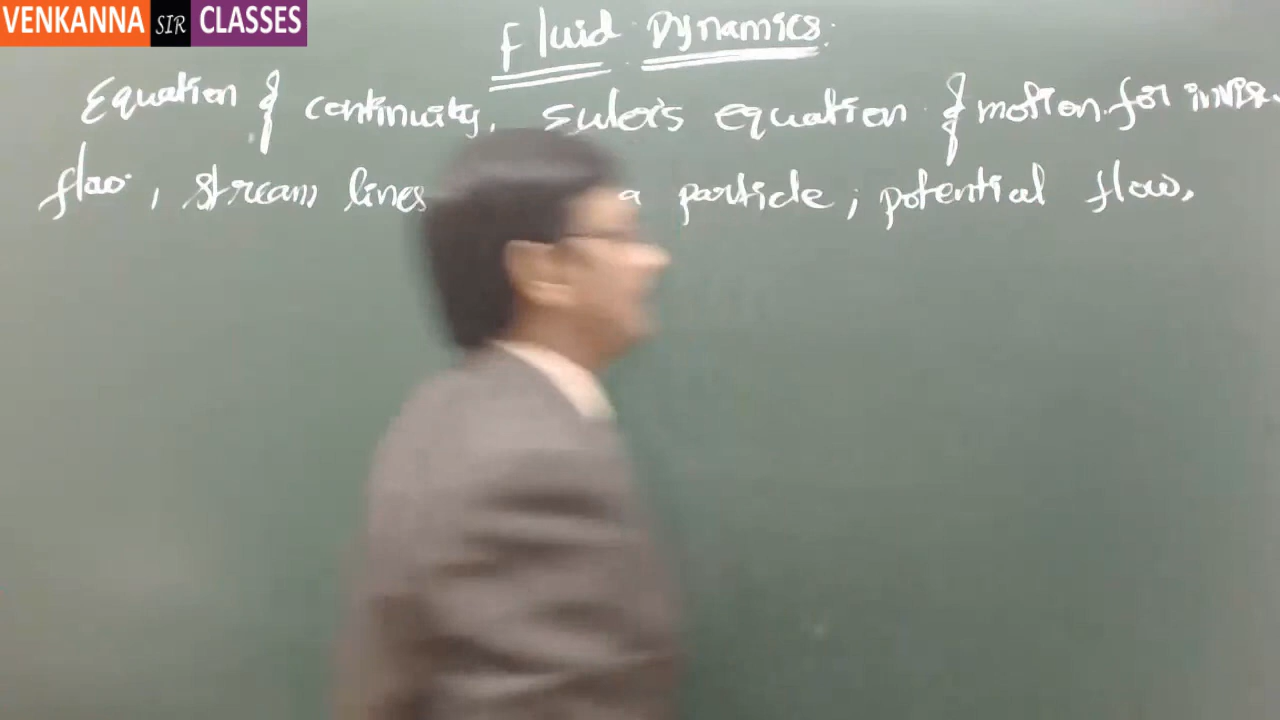 VENKANNA SIR CLASSES
Fluid Dynamics.
Equation of continuity, Euler's equation of motion for
flow, stream lines a particle; potential flow,